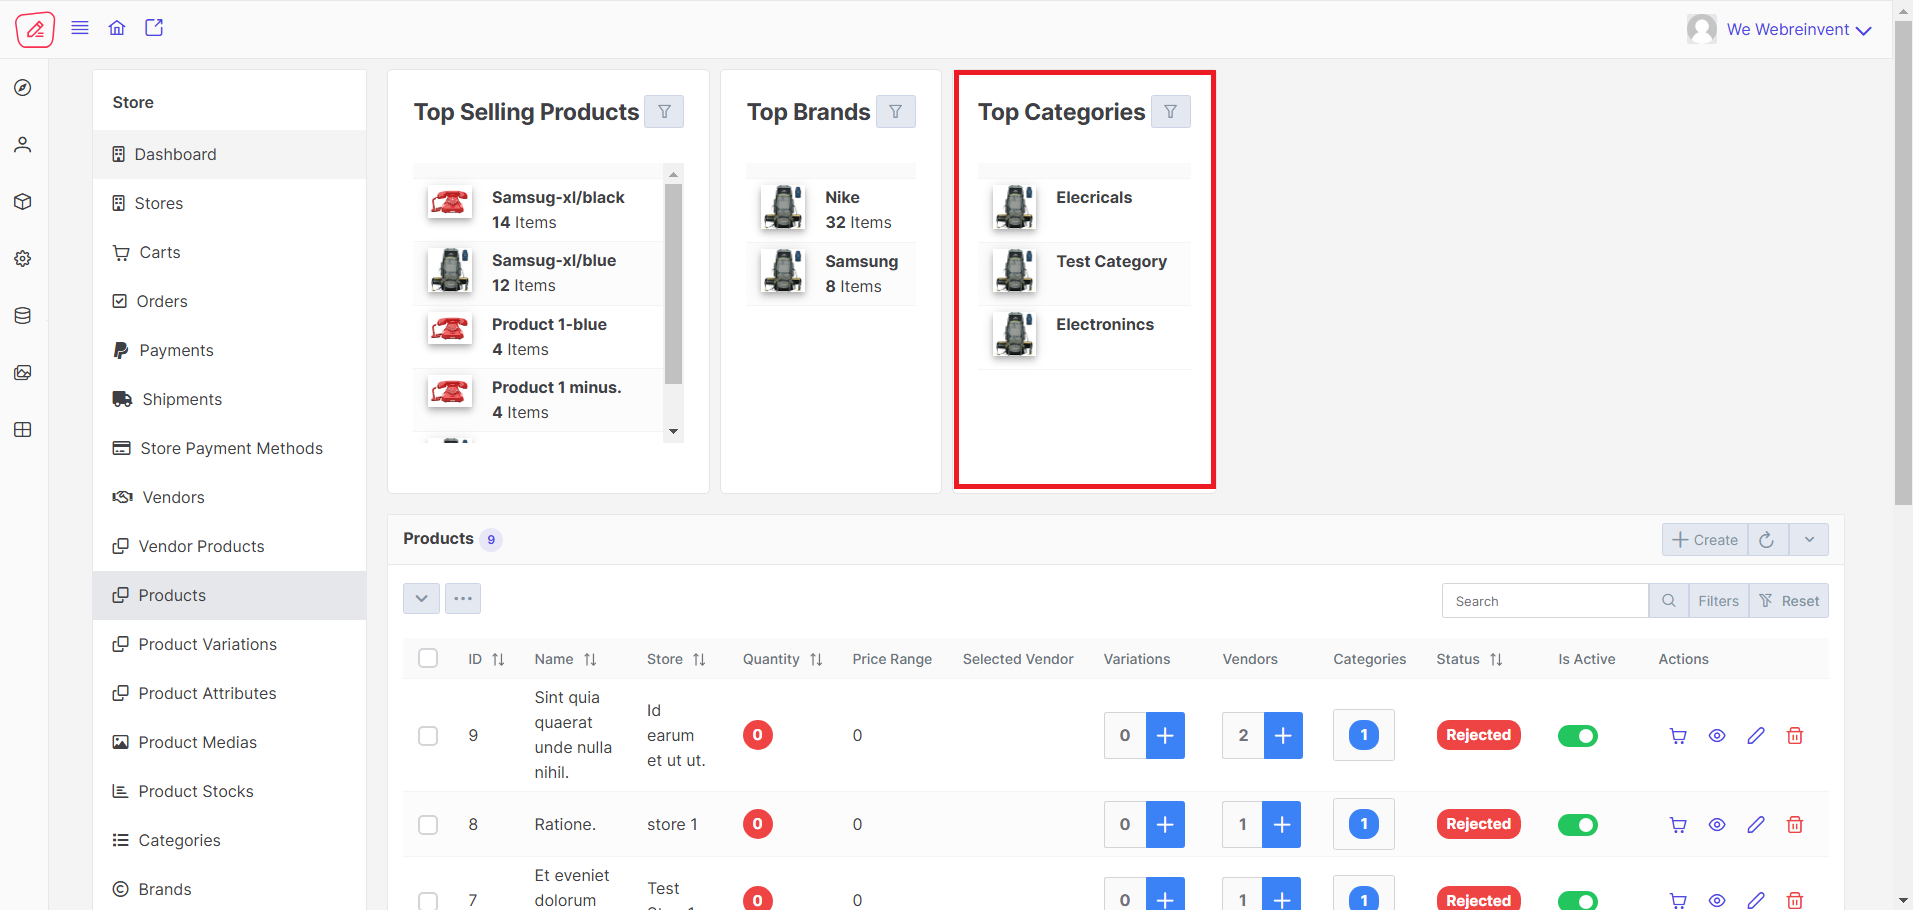 We Webreinvent
Store
Dashboard
Stores
Carts
Orders
Payments
Shipments
Store Payment Methods
Vendors
Vendor Products
Products
Product Variations
Product Attributes
Product Medias
Product Stocks
Categories
Brands
Top Selling Products
Samsug-xl/black
14 Items
Samsug-xl/blue
12 Items
Product 1-blue
4 Items
Product 1 minus.
4 Items
Top Brands
Nike
32 Items
Samsung
8 Items
Top Categories
Elecricals
Test Category
Electronincs
Products 9
Create
Search Filters Reset
ID Name Store Quantity Price Range Selected Vendor Variations Vendors Categories Status Is Active Actions
9 Sint quia quaerat unde nulla nihil. Id earum et ut ut. 0 0 0 2 1 Rejected
8 Ratione. store 1 0 0 0 1 1 Rejected
7 Et eveniet dolorum Test 0 0 0 1 1 Rejected